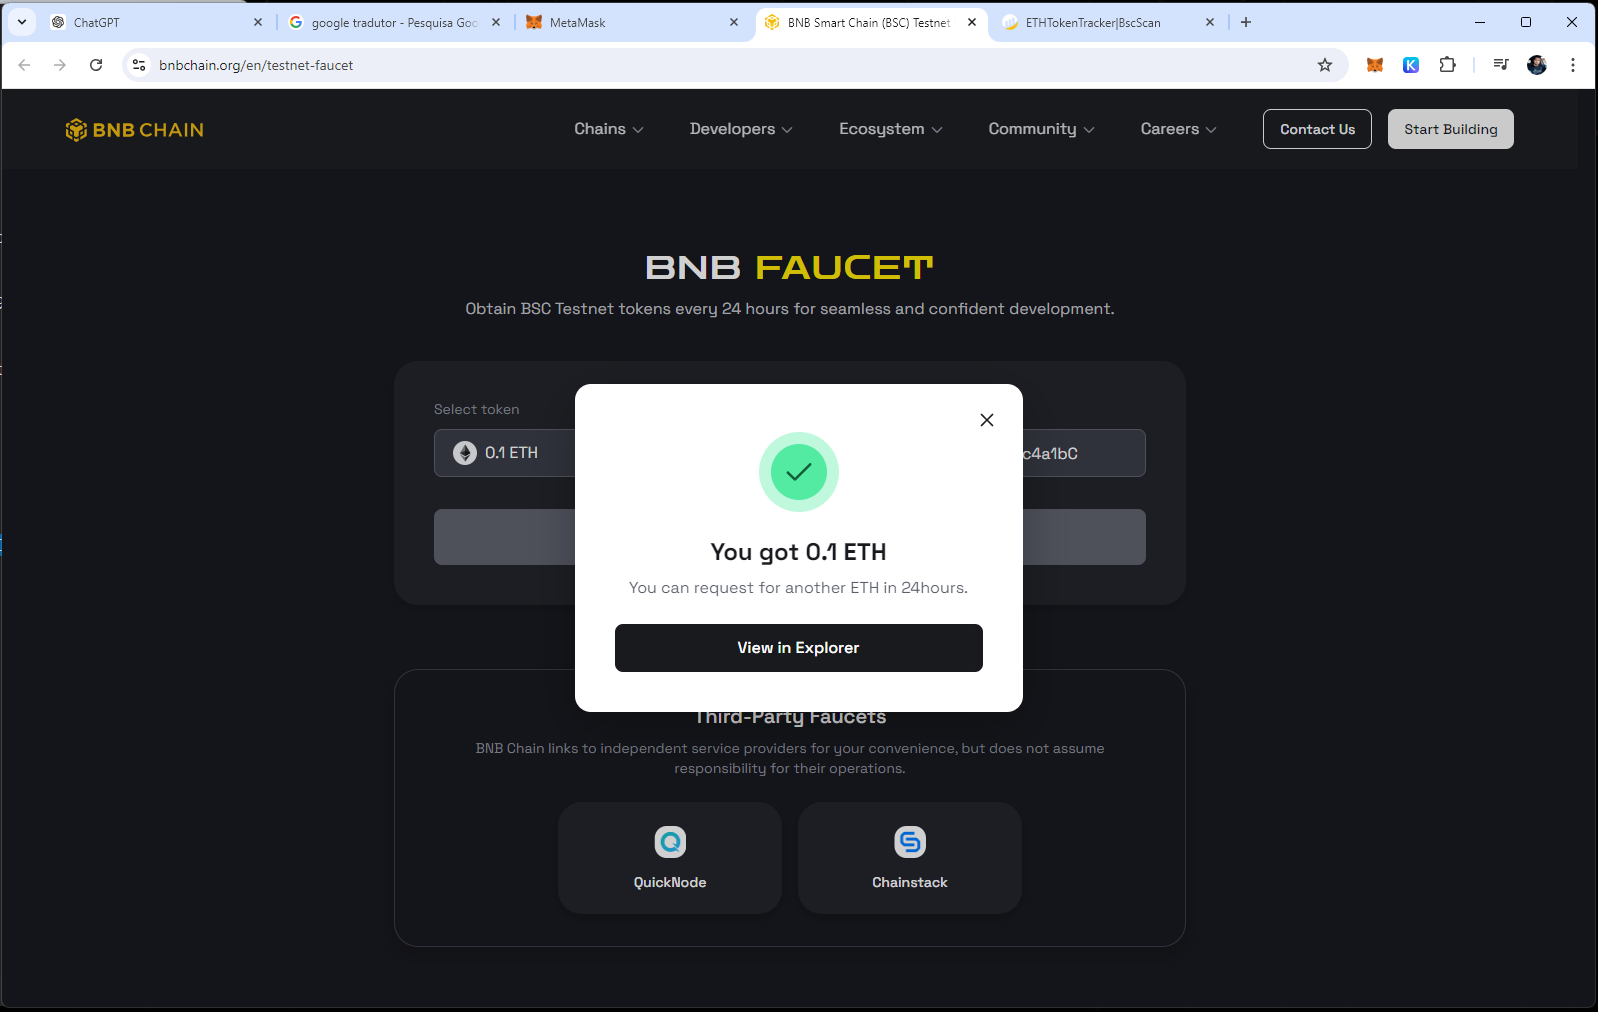 ChatGPT
google tradutor - Pesquisa Goo
MetaMask
BNB Smart Chain (BSC) Testnet
ETHTokenTracker|BscScan
bnbchain.org/en/testnet-faucet
BNB CHAIN
Chains
Developers
Ecosystem
Community
Careers
Contact Us
Start Building
BNB FAUCET
Obtain BSC Testnet tokens every 24 hours for seamless and confident development.
Select token
0.1 ETH
c4a1bC
You got 0.1 ETH
You can request for another ETH in 24hours.
View in Explorer
Third-Party Faucets
BNB Chain links to independent service providers for your convenience, but does not assume
responsibility for their operations.
QuickNode
Chainstack